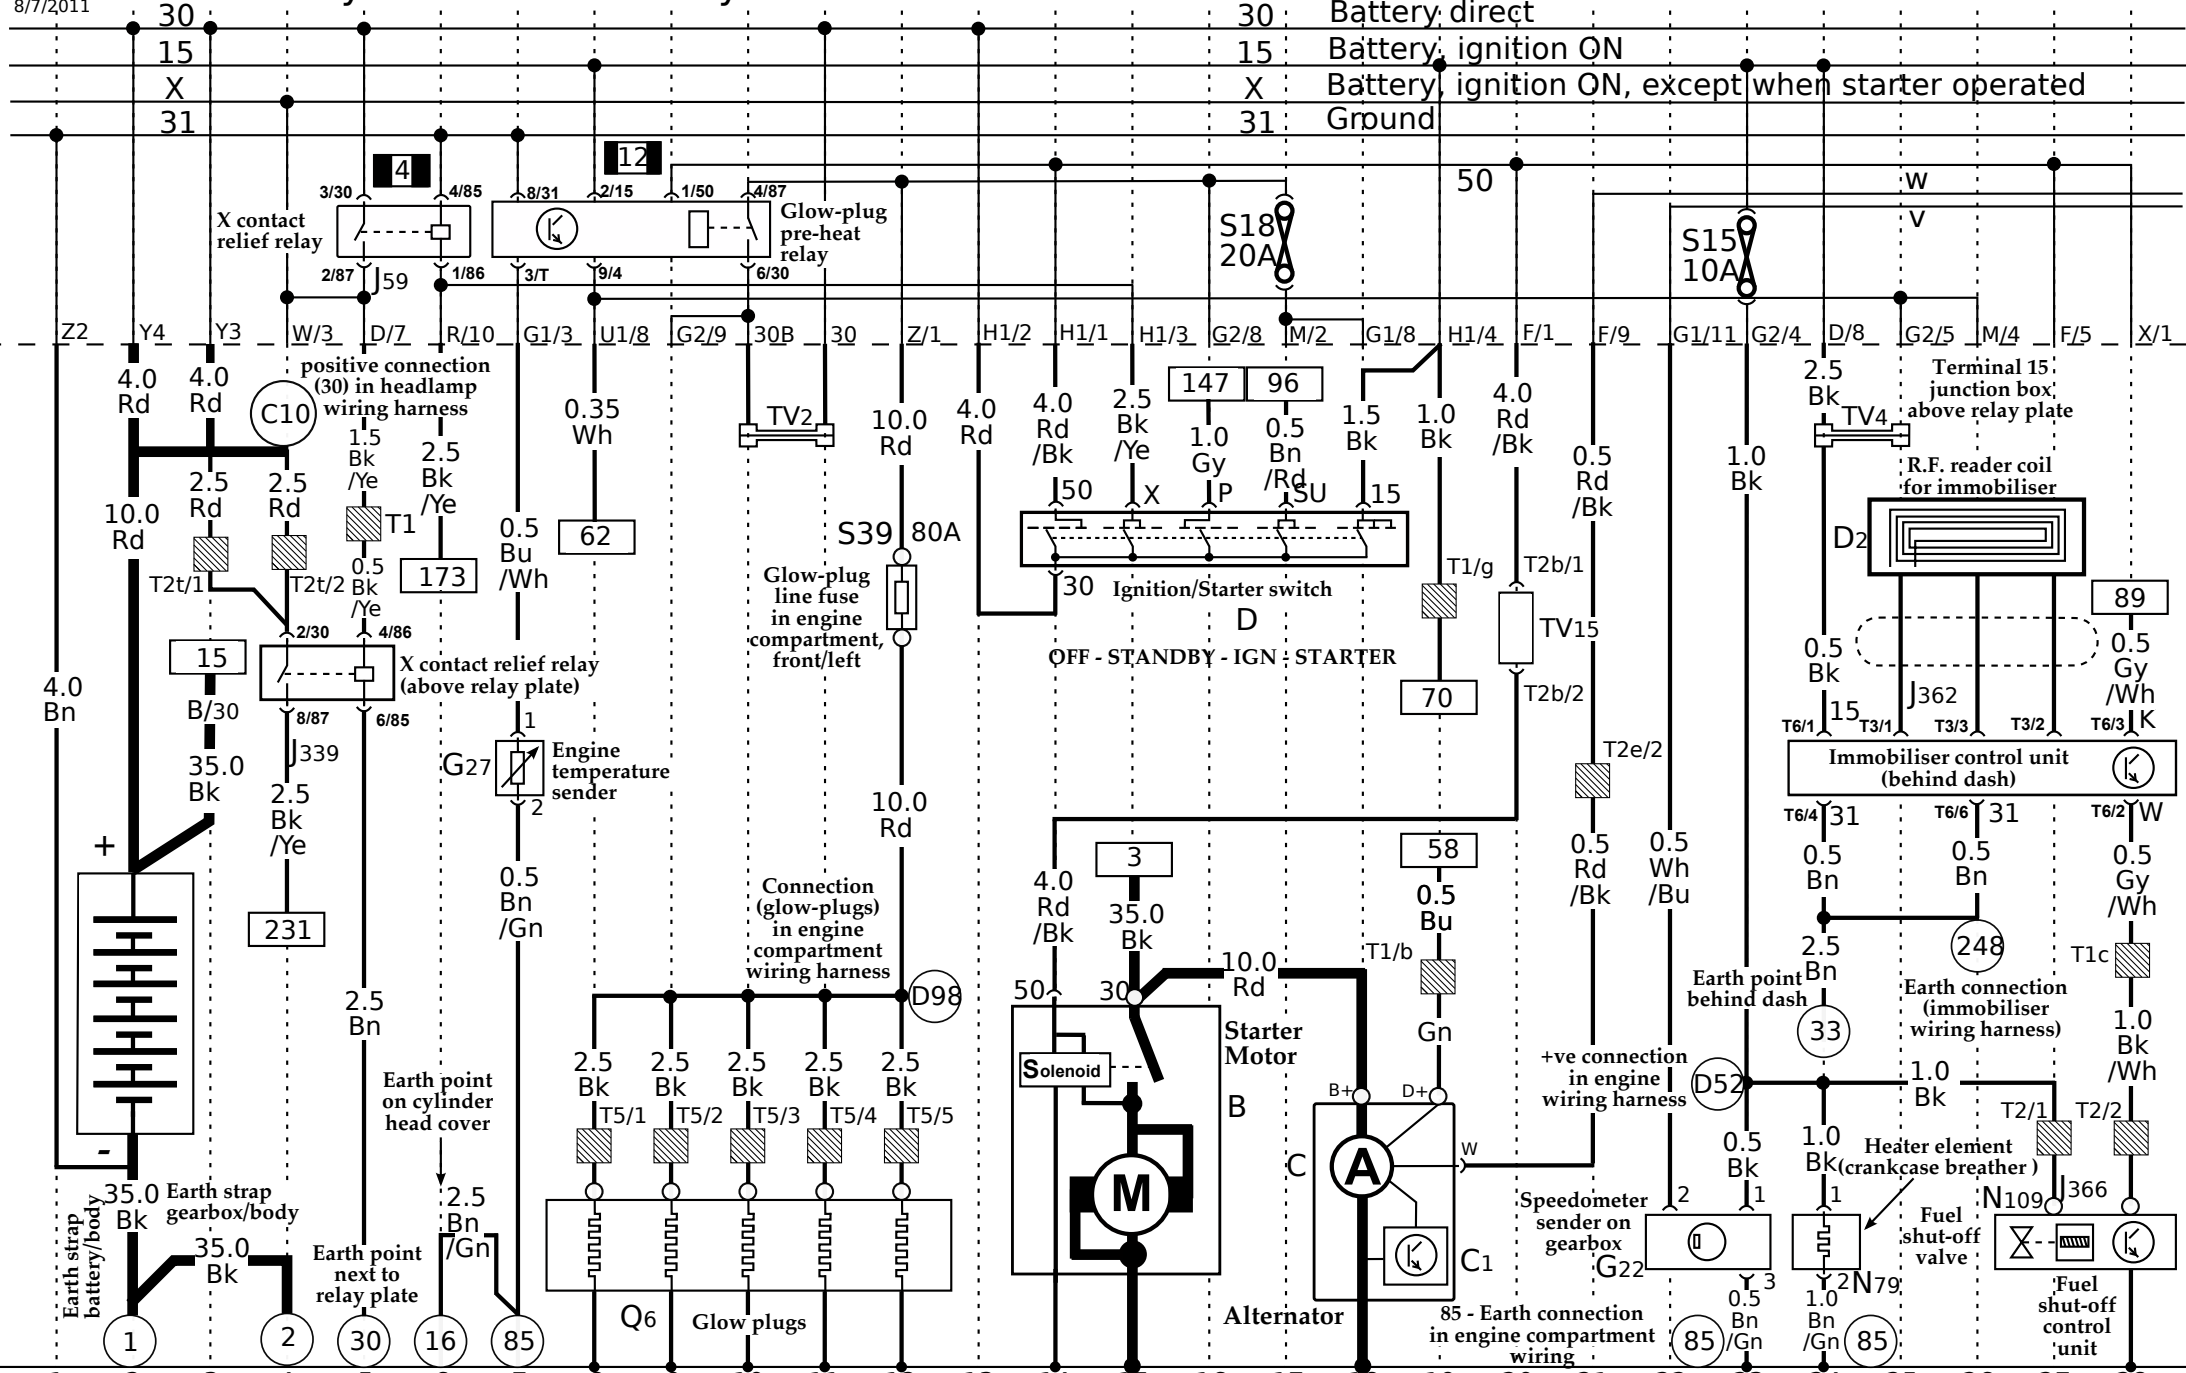 8/7/2011
30 30 Battery direct
15 15 Battery, ignition ON
X X Battery, ignition ON, except when starter operated
31 31 Ground
4 12
50 w
v
3/30 4/85 8/31 2/15 1/50 4/87
X contact
relief relay
Glow-plug
pre-heat
relay
S18
20A
S15
10A
2/87 J59 1/86 3/T 9/4 6/30
Z2 Y4 Y3 W/3 D/7 R/10 G1/3 U1/8 G2/9 30B 30 Z/1 H1/2 H1/1 H1/3 G2/8 M/2 G1/8 H1/4 F/1 F/9 G1/11 G2/4 D/8 G2/5 M/4 F/5 X/1
4.0
Rd
4.0
Rd
C10
positive connection
(30) in headlamp
wiring harness
1.5
Bk
/Ye
2.5
Bk
/Ye
0.35
Wh
TV2
10.0
Rd
4.0
Rd
4.0
Rd
/Bk
2.5
Bk
/Ye
147
1.0
Gy
96
0.5
Bn
/Rd
1.5
Bk
1.0
Bk
4.0
Rd
/Bk
0.5
Rd
/Bk
1.0
Bk
2.5
Bk
TV4
Terminal 15
junction box
above relay plate
R.F. reader coil
for immobiliser
D2
10.0
Rd
2.5
Rd
2.5
Rd
T1
T2t/1 T2t/2
0.5
Bk
/Ye
173
0.5
Bu
/Wh
62
S39 80A
Glow-plug
line fuse
in engine
compartment,
front/left
50 X P SU 15
30
Ignition/Starter switch
D
OFF - STANDBY - IGN - STARTER
T1/g
70
T2b/1
TV15
T2b/2
89
0.5
Gy
/Wh
0.5
Bk
J362
15
2/30 4/86
X contact relief relay
(above relay plate)
8/87 6/85
J339
15
B/30
35.0
Bk
4.0
Bn
2.5
Bk
/Ye
231
1
G27
Engine
temperature
sender
2
0.5
Bn
/Gn
10.0
Rd
T2e/2
T6/1 15 T3/1 T3/3 T3/2 T6/3 K
Immobiliser control unit
(behind dash)
T6/4 31 T6/6 31 T6/2 W
+
-
Connection
(glow-plugs)
in engine
compartment
wiring harness
D98
4.0
Rd
/Bk
3
35.0
Bk
58
0.5
Bu
T1/b
Gn
0.5
Rd
/Bk
0.5
Wh
/Bu
0.5
Bn
0.5
Bn
0.5
Gy
/Wh
2.5
Bn
248
T1c
Earth point
behind dash
33
Earth connection
(immobiliser
wiring harness)
1.0
Bk
/Wh
2.5
Bn
50 30
10.0
Rd
Starter
Motor
Solenoid
B
M
B+ D+
C
A
W
C1
Alternator
+ve connection
in engine
wiring harness
D52
1.0
Bk
T2/1 T2/2
2.5
Bk
2.5
Bk
2.5
Bk
2.5
Bk
2.5
Bk
T5/1 T5/2 T5/3 T5/4 T5/5
Q6 Glow plugs
Earth point
on cylinder
head cover
2.5
Bn
/Gn
35.0
Bk
Earth strap
gearbox/body
Earth strap
battery/body
35.0
Bk
Earth point
next to
relay plate
0.5
Bk
1.0
Bk
Heater element
(crankcase breather )
Speedometer
sender on
gearbox
G22
2 1 1
3
2 N79
0.5
Bn
/Gn
1.0
Bn
/Gn
Fuel
shut-off
valve
N109 J366
Fuel
shut-off
control
unit
85 - Earth connection
in engine compartment
wiring
1 2 30 16 85 85 85